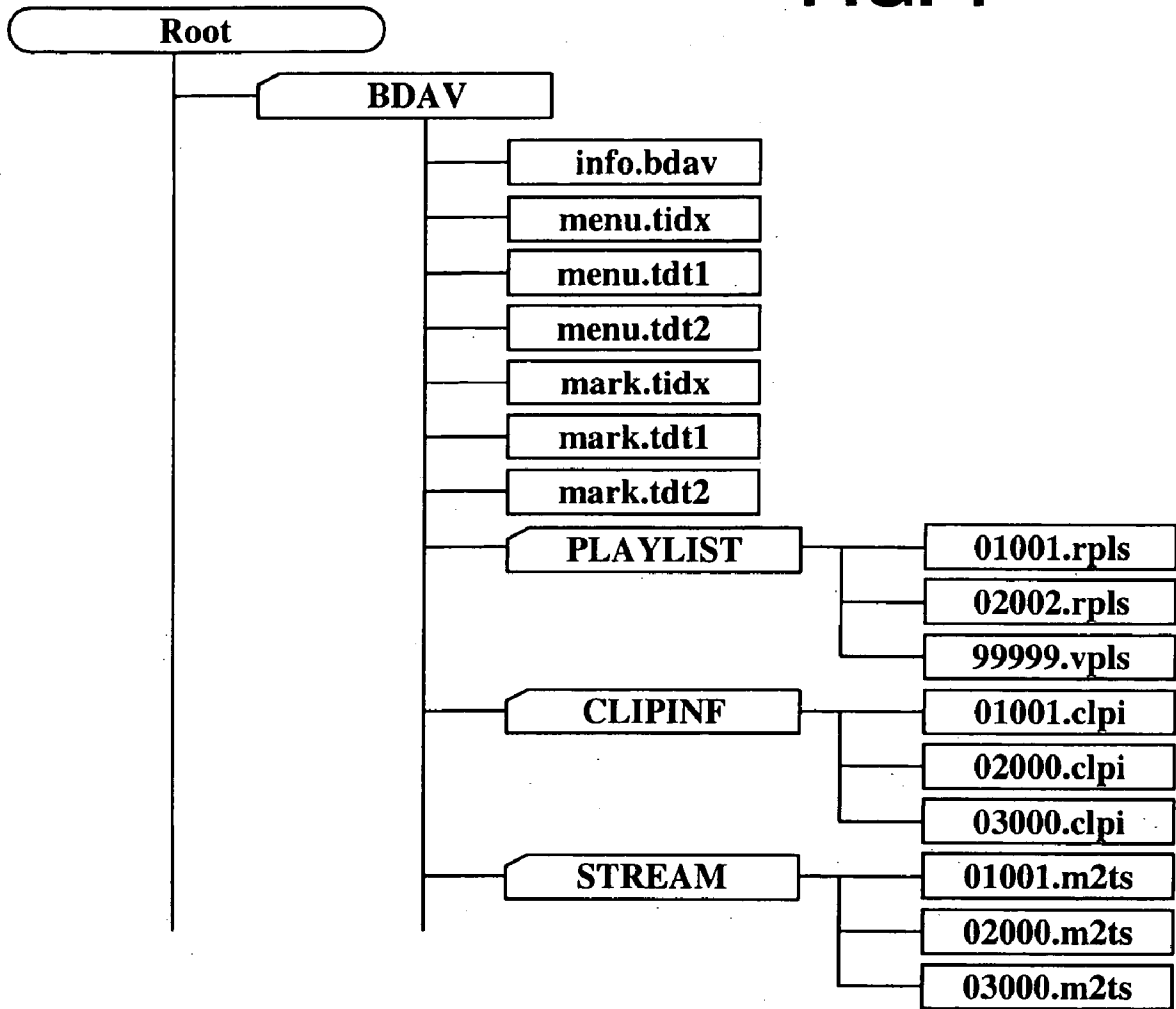 Root
BDAV
info.bdav
menu.tidx
menu.tdt1
menu.tdt2
mark.tidx
mark.tdt1
mark.tdt2
PLAYLIST
01001.rpls
02002.rpls
99999.vpls
CLIPINF
01001.clpi
02000.clpi
03000.clpi
STREAM
01001.m2ts
02000.m2ts
03000.m2ts